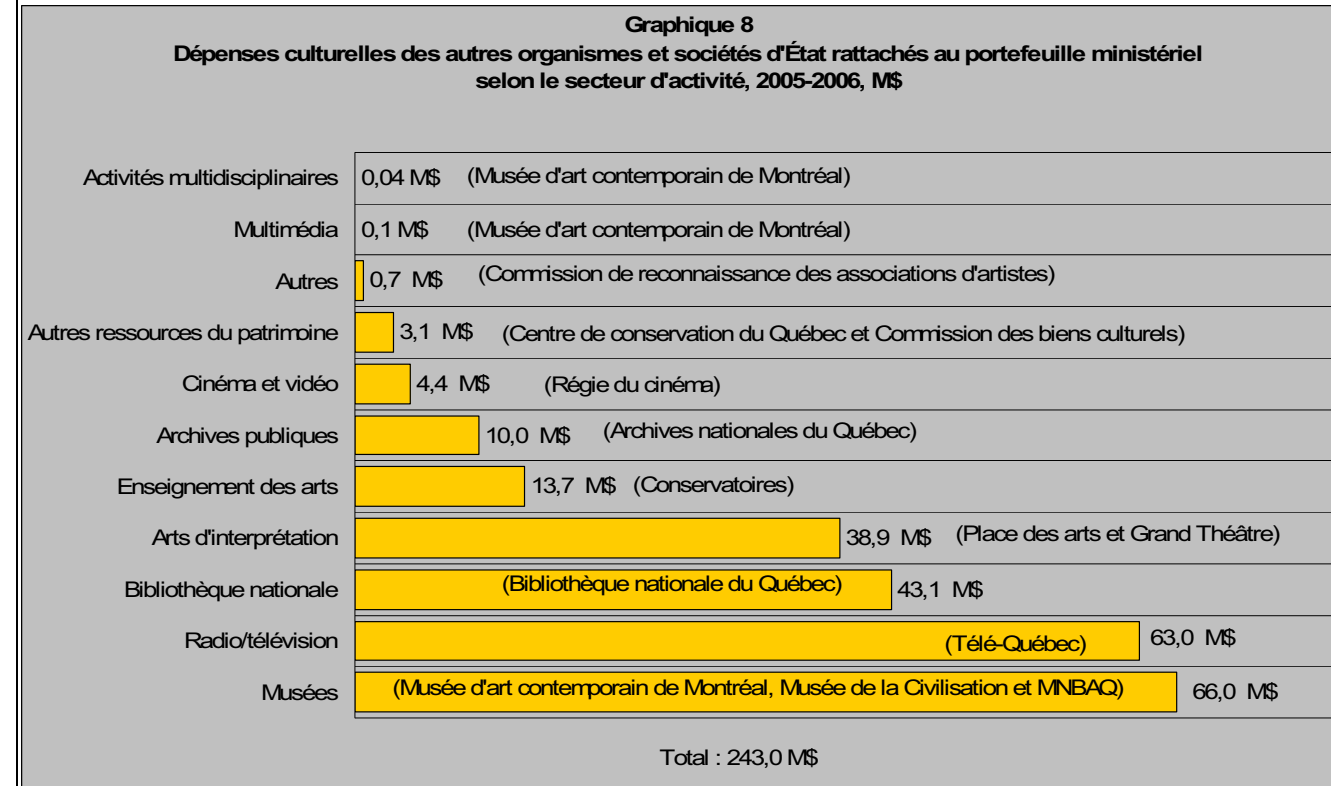 Graphique 8
Dépenses culturelles des autres organismes et sociétés d'État rattachés au portefeuille ministériel
selon le secteur d'activité, 2005-2006, M$
Activités multidisciplinaires 0,04 M$ (Musée d'art contemporain de Montréal)
Multimédia 0,1 M$ (Musée d'art contemporain de Montréal)
Autres 0,7 M$ (Commission de reconnaissance des associations d'artistes)
Autres ressources du patrimoine 3,1 M$ (Centre de conservation du Québec et Commission des biens culturels)
Cinéma et vidéo 4,4 M$ (Régie du cinéma)
Archives publiques 10,0 M$ (Archives nationales du Québec)
Enseignement des arts 13,7 M$ (Conservatoires)
Arts d'interprétation 38,9 M$ (Place des arts et Grand Théâtre)
Bibliothèque nationale (Bibliothèque nationale du Québec) 43,1 M$
Radio/télévision (Télé-Québec) 63,0 M$
Musées (Musée d'art contemporain de Montréal, Musée de la Civilisation et MNBAQ) 66,0 M$
Total : 243,0 M$